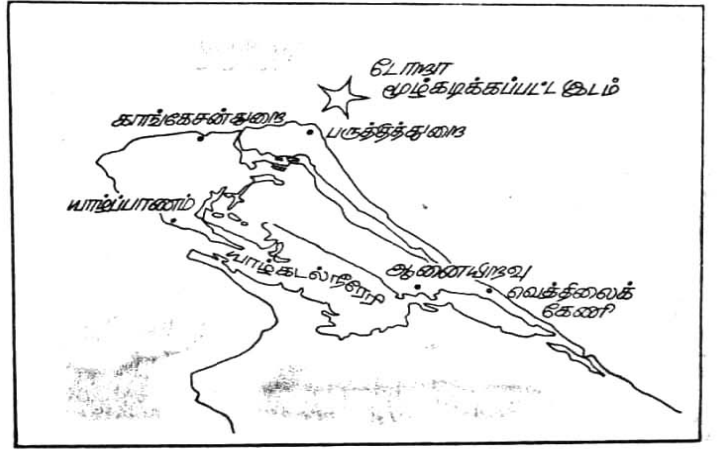 டோறா
மூழ்கடிக்கப்பட்ட இடம்
காங்கேசன்துறை
பருத்தித்துறை
யாழ்ப்பாணம்
யாழ்கடல்நீரேரி
ஆனையிறவு
வெத்திலைக்
கேணி